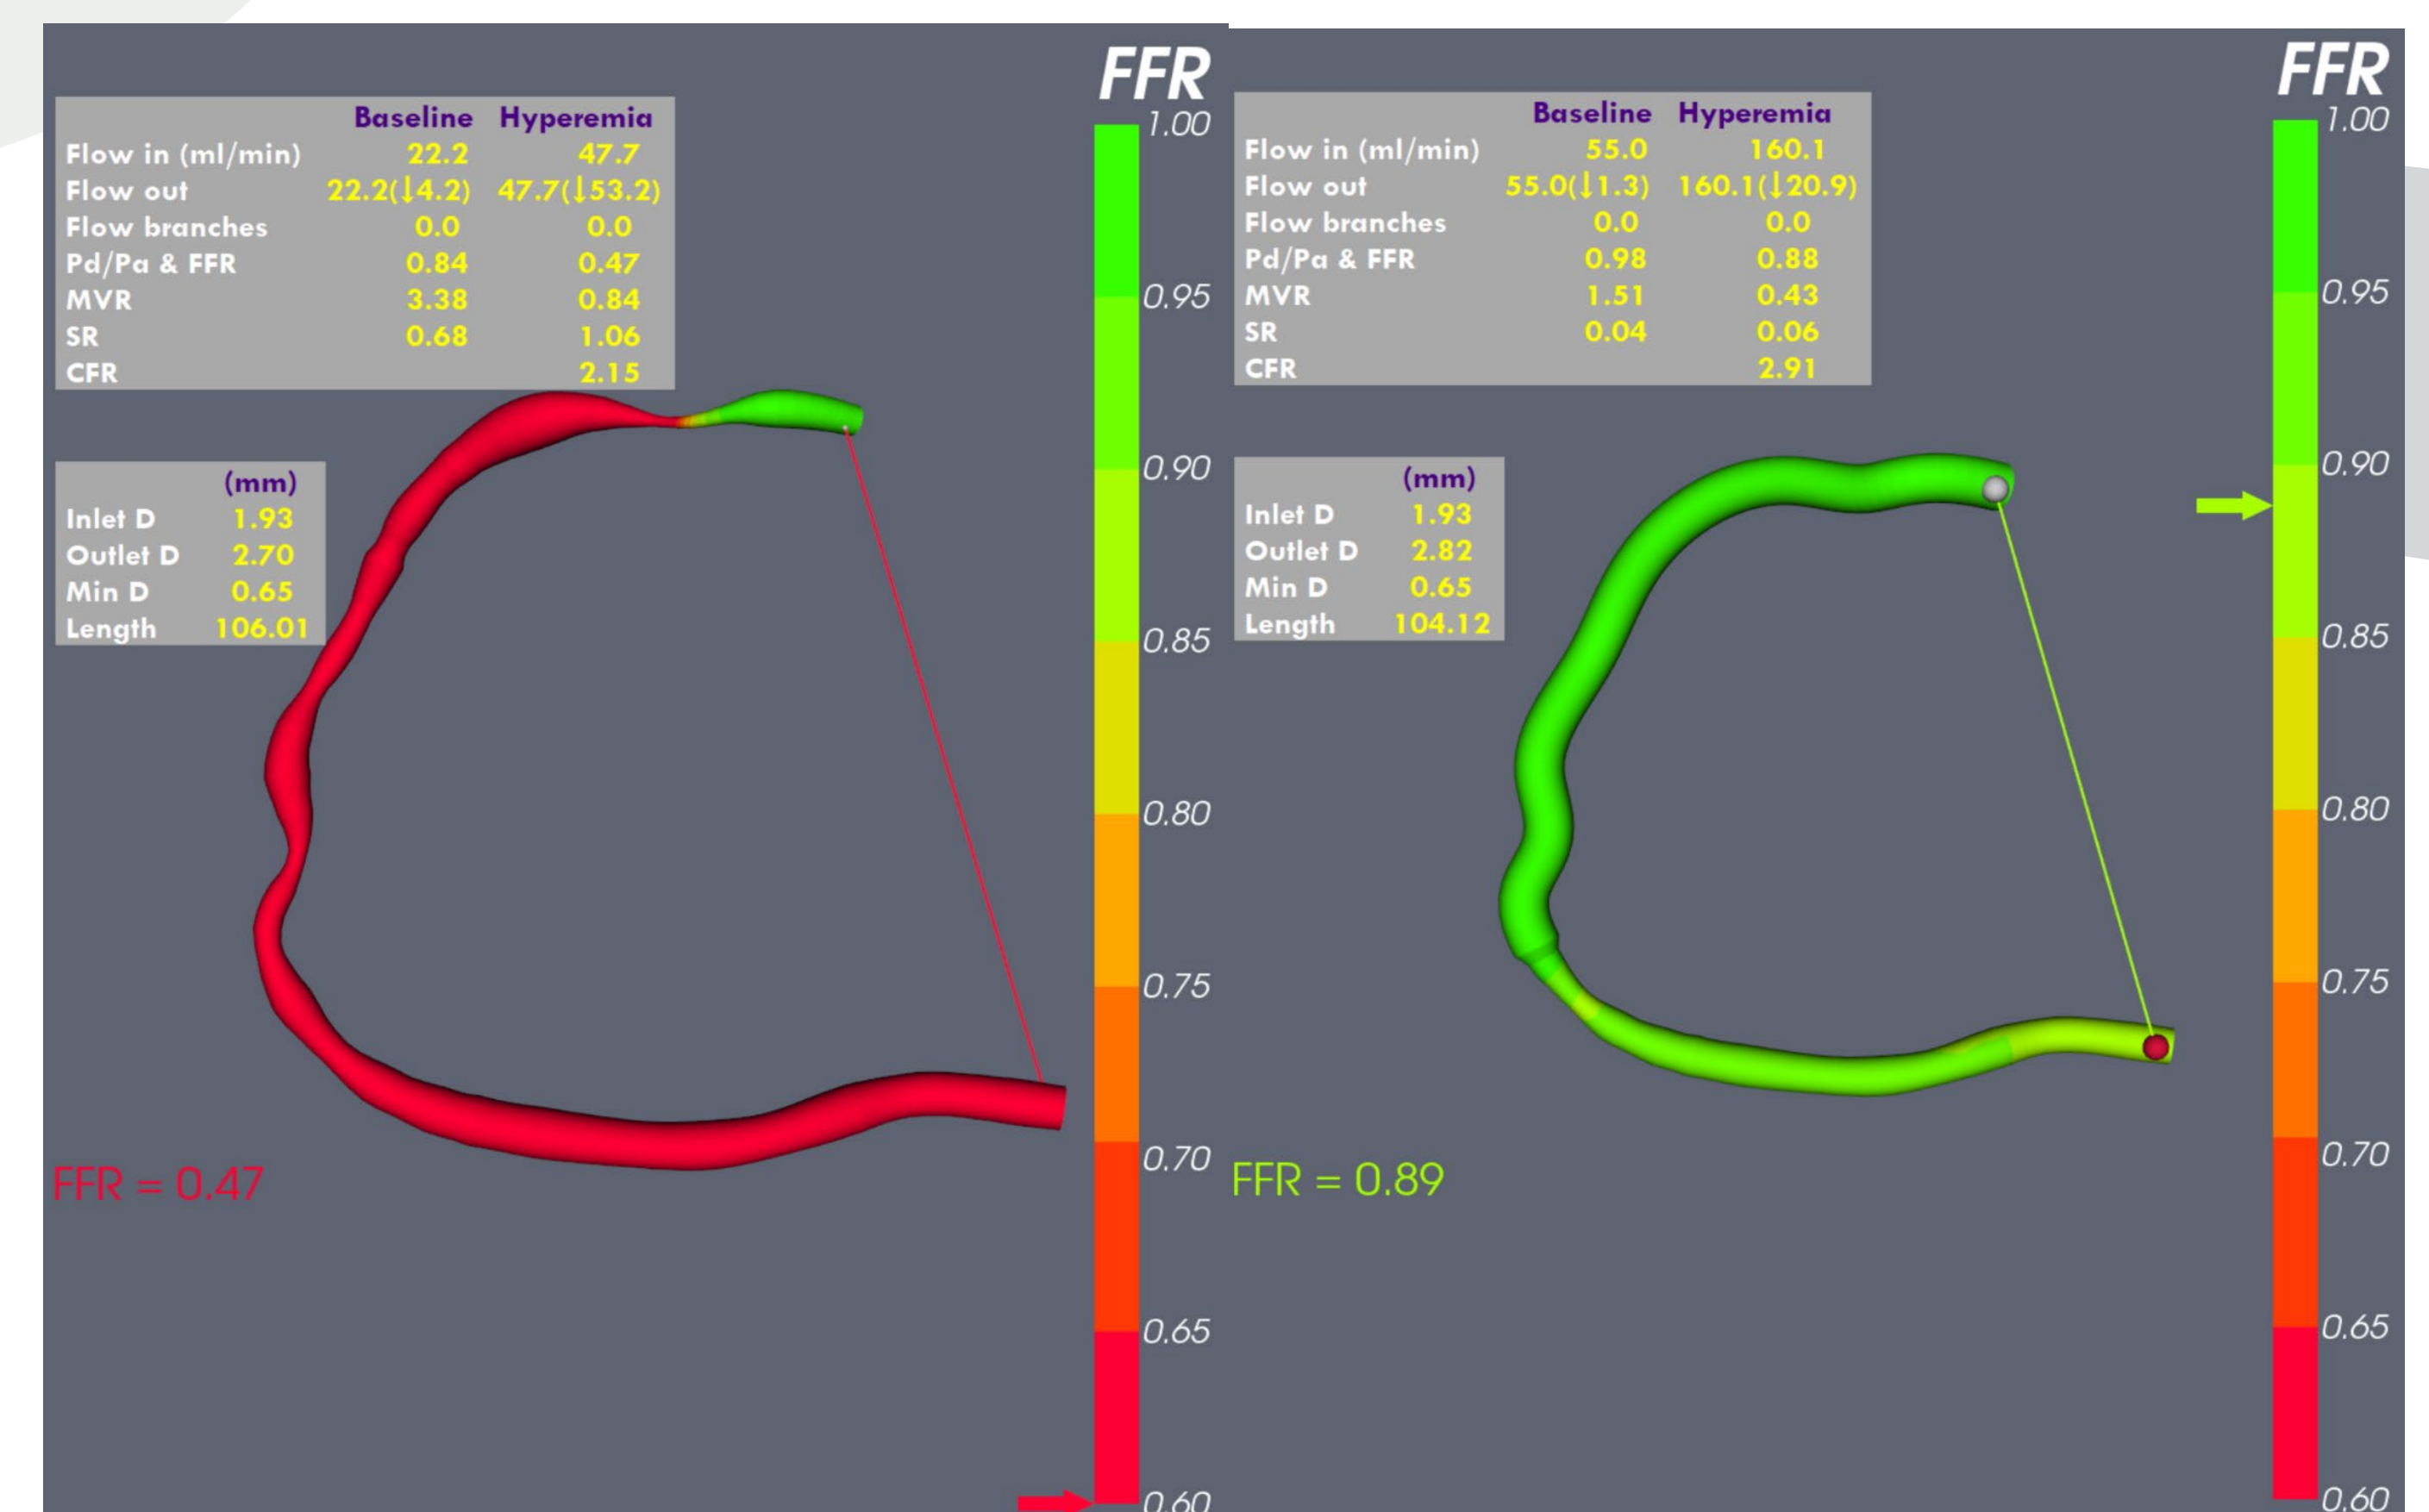 FFR
Baseline Hyperemia
Flow in (ml/min) 22.2 47.7
Flow out 22.2(↓4.2) 47.7(↓53.2)
Flow branches 0.0 0.0
Pd/Pa & FFR 0.84 0.47
MVR 3.38 0.84
SR 0.68 1.06
CFR 2.15
(mm)
Inlet D 1.93
Outlet D 2.70
Min D 0.65
Length 106.01
1.00
0.95
0.90
0.85
0.80
0.75
0.70
0.65
0.60
FFR = 0.47
FFR
Baseline Hyperemia
Flow in (ml/min) 55.0 160.1
Flow out 55.0(↓1.3) 160.1(↓20.9)
Flow branches 0.0 0.0
Pd/Pa & FFR 0.98 0.88
MVR 1.51 0.43
SR 0.04 0.06
CFR 2.91
(mm)
Inlet D 1.93
Outlet D 2.82
Min D 0.65
Length 104.12
1.00
0.95
0.90
0.85
0.80
0.75
0.70
0.65
0.60
FFR = 0.89